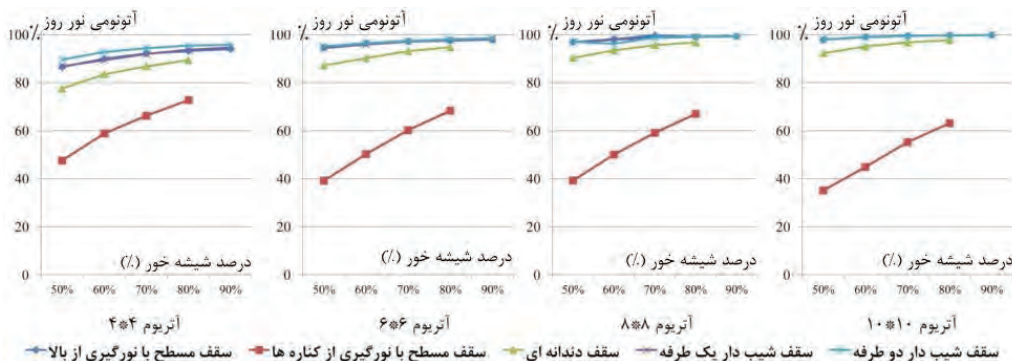 آتونومی نور روز
٪
100
80
60
40
20
0
درصد شیشه خور (٪)
50% 60% 70% 80% 90%
آتریوم ۴*۴
آتونومی نور روز
٪
100
80
60
40
20
0
درصد شیشه خور (٪)
50% 60% 70% 80% 90%
آتریوم ۶*۶
آتونومی نور روز
٪
100
80
60
40
20
0
درصد شیشه خور (٪)
50% 60% 70% 80% 90%
آتریوم ۸*۸
آتونومی نور روز
٪
100
80
60
40
20
0
درصد شیشه خور (٪)
50% 60% 70% 80% 90%
آتریوم ۱۰*۱۰
سقف مسطح با نورگیری از بالا
سقف مسطح با نورگیری از کناره ها
سقف دندانه ای
سقف شیب دار یک طرفه
سقف شیب دار دو طرفه